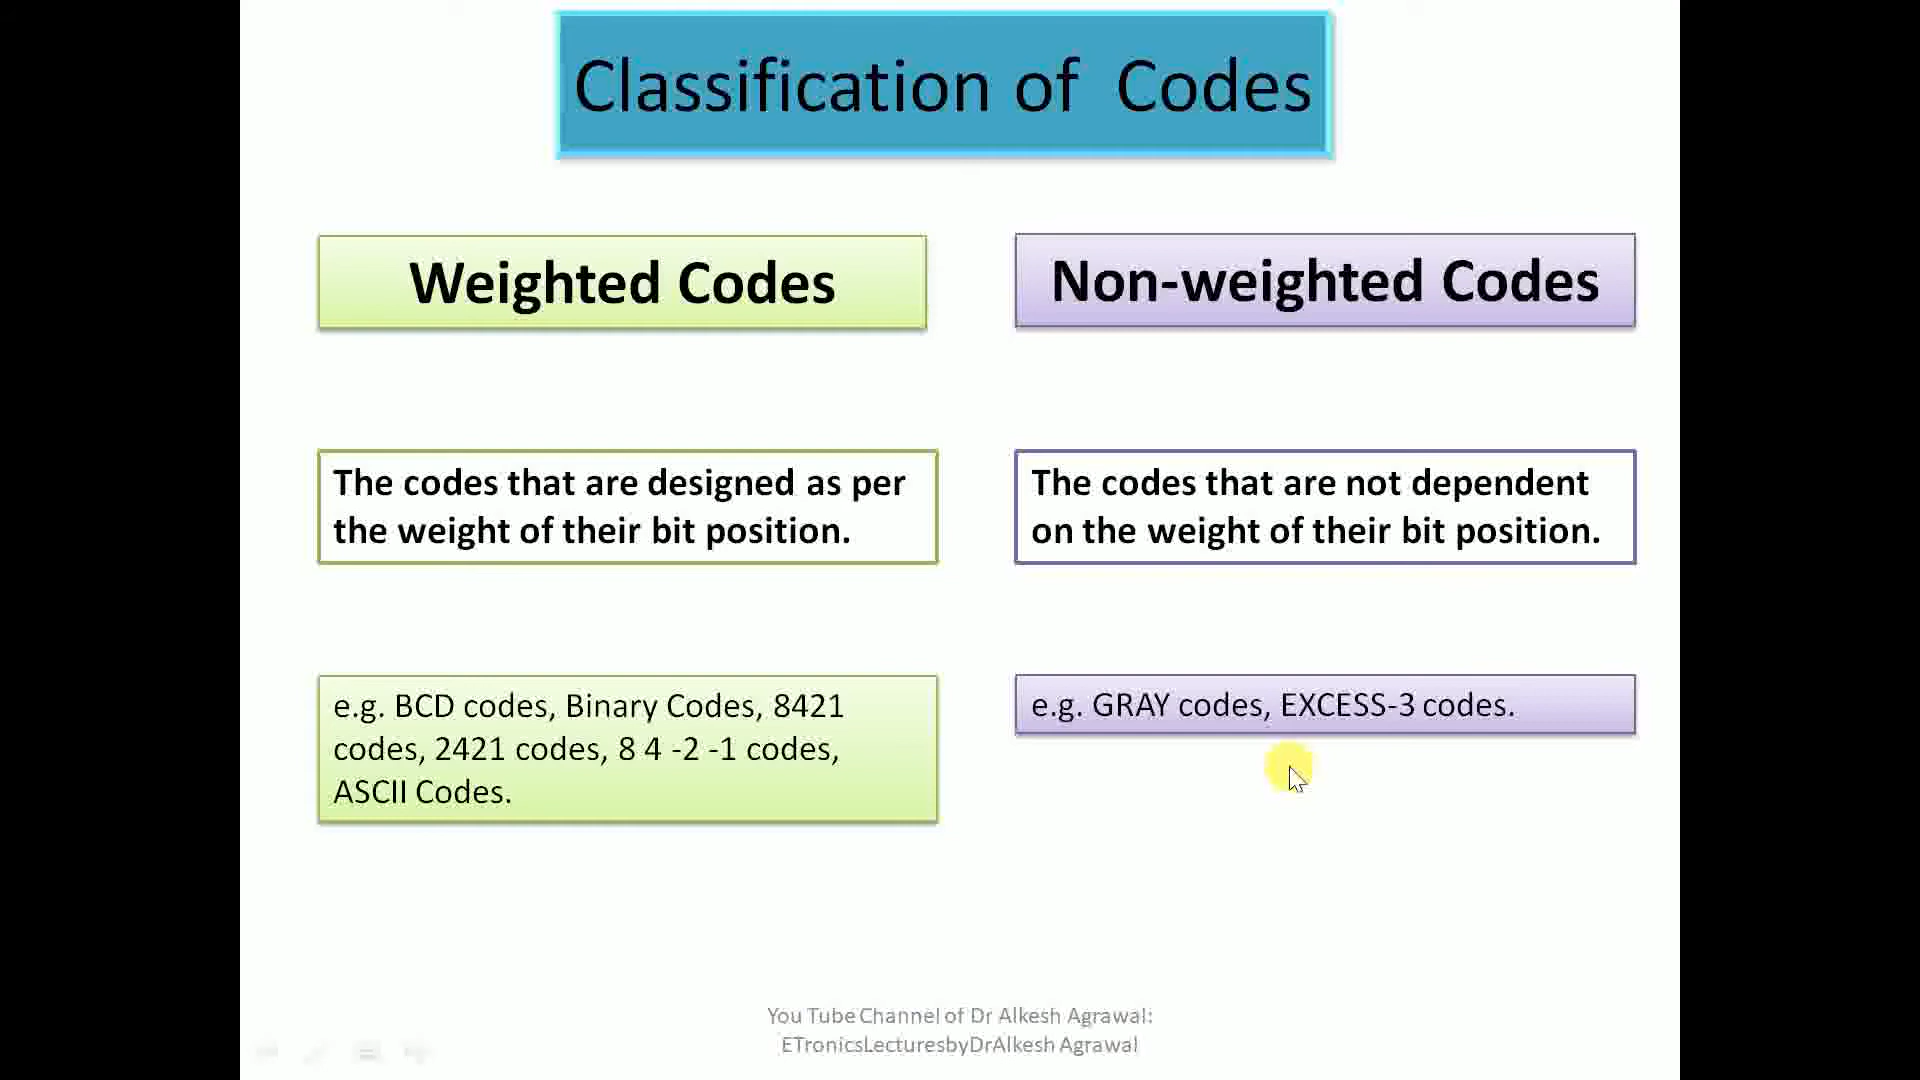 Classification of Codes
Weighted Codes
Non-weighted Codes
The codes that are designed as per
the weight of their bit position.
The codes that are not dependent
on the weight of their bit position.
e.g. BCD codes, Binary Codes, 8421
codes, 2421 codes, 8 4 -2 -1 codes,
ASCII Codes.
e.g. GRAY codes, EXCESS-3 codes.
You Tube Channel of Dr Alkesh Agrawal:
ETronicsLecturesbyDrAlkesh Agrawal